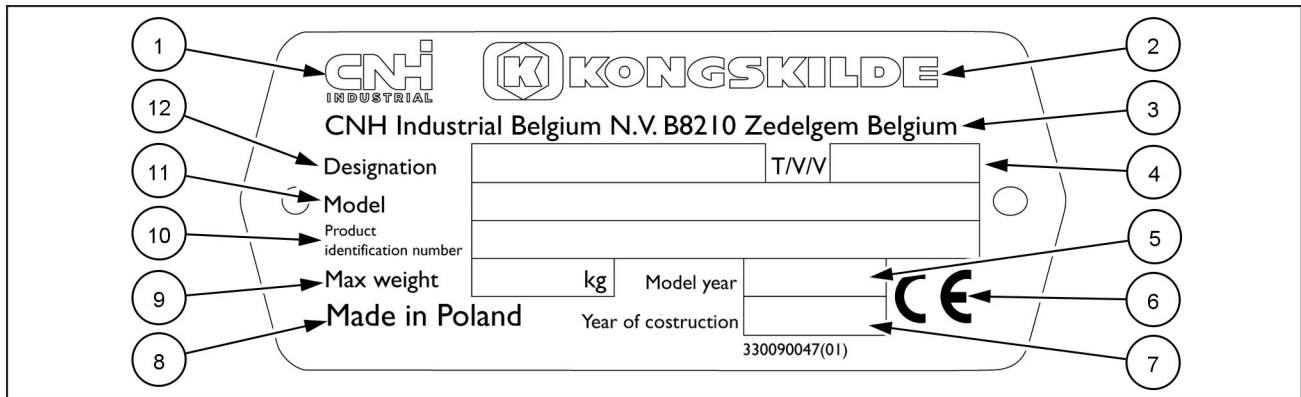 1
2
CNH
INDUSTRIAL
K KONGSKILDE
12
3
CNH Industrial Belgium N.V. B8210 Zedelgem Belgium
11
Designation
T/V/V
4
Model
10
Product
identification number
5
9
Max weight
kg
Model year
CE
6
8
Made in Poland
Year of costruction
7
330090047(01)